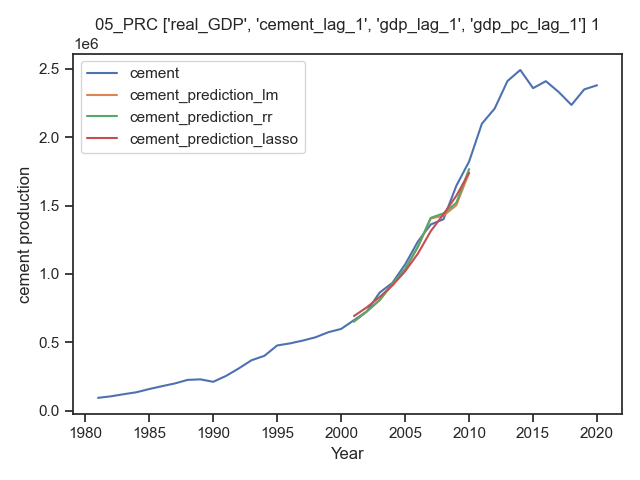 05_PRC ['real_GDP', 'cement_lag_1', 'gdp_lag_1', 'gdp_pc_lag_1'] 1
1e6
cement
cement_prediction_lm
cement_prediction_rr
cement_prediction_lasso
2.5
2.0
1.5
1.0
0.5
0.0
cement production
1980 1985 1990 1995 2000 2005 2010 2015 2020
Year